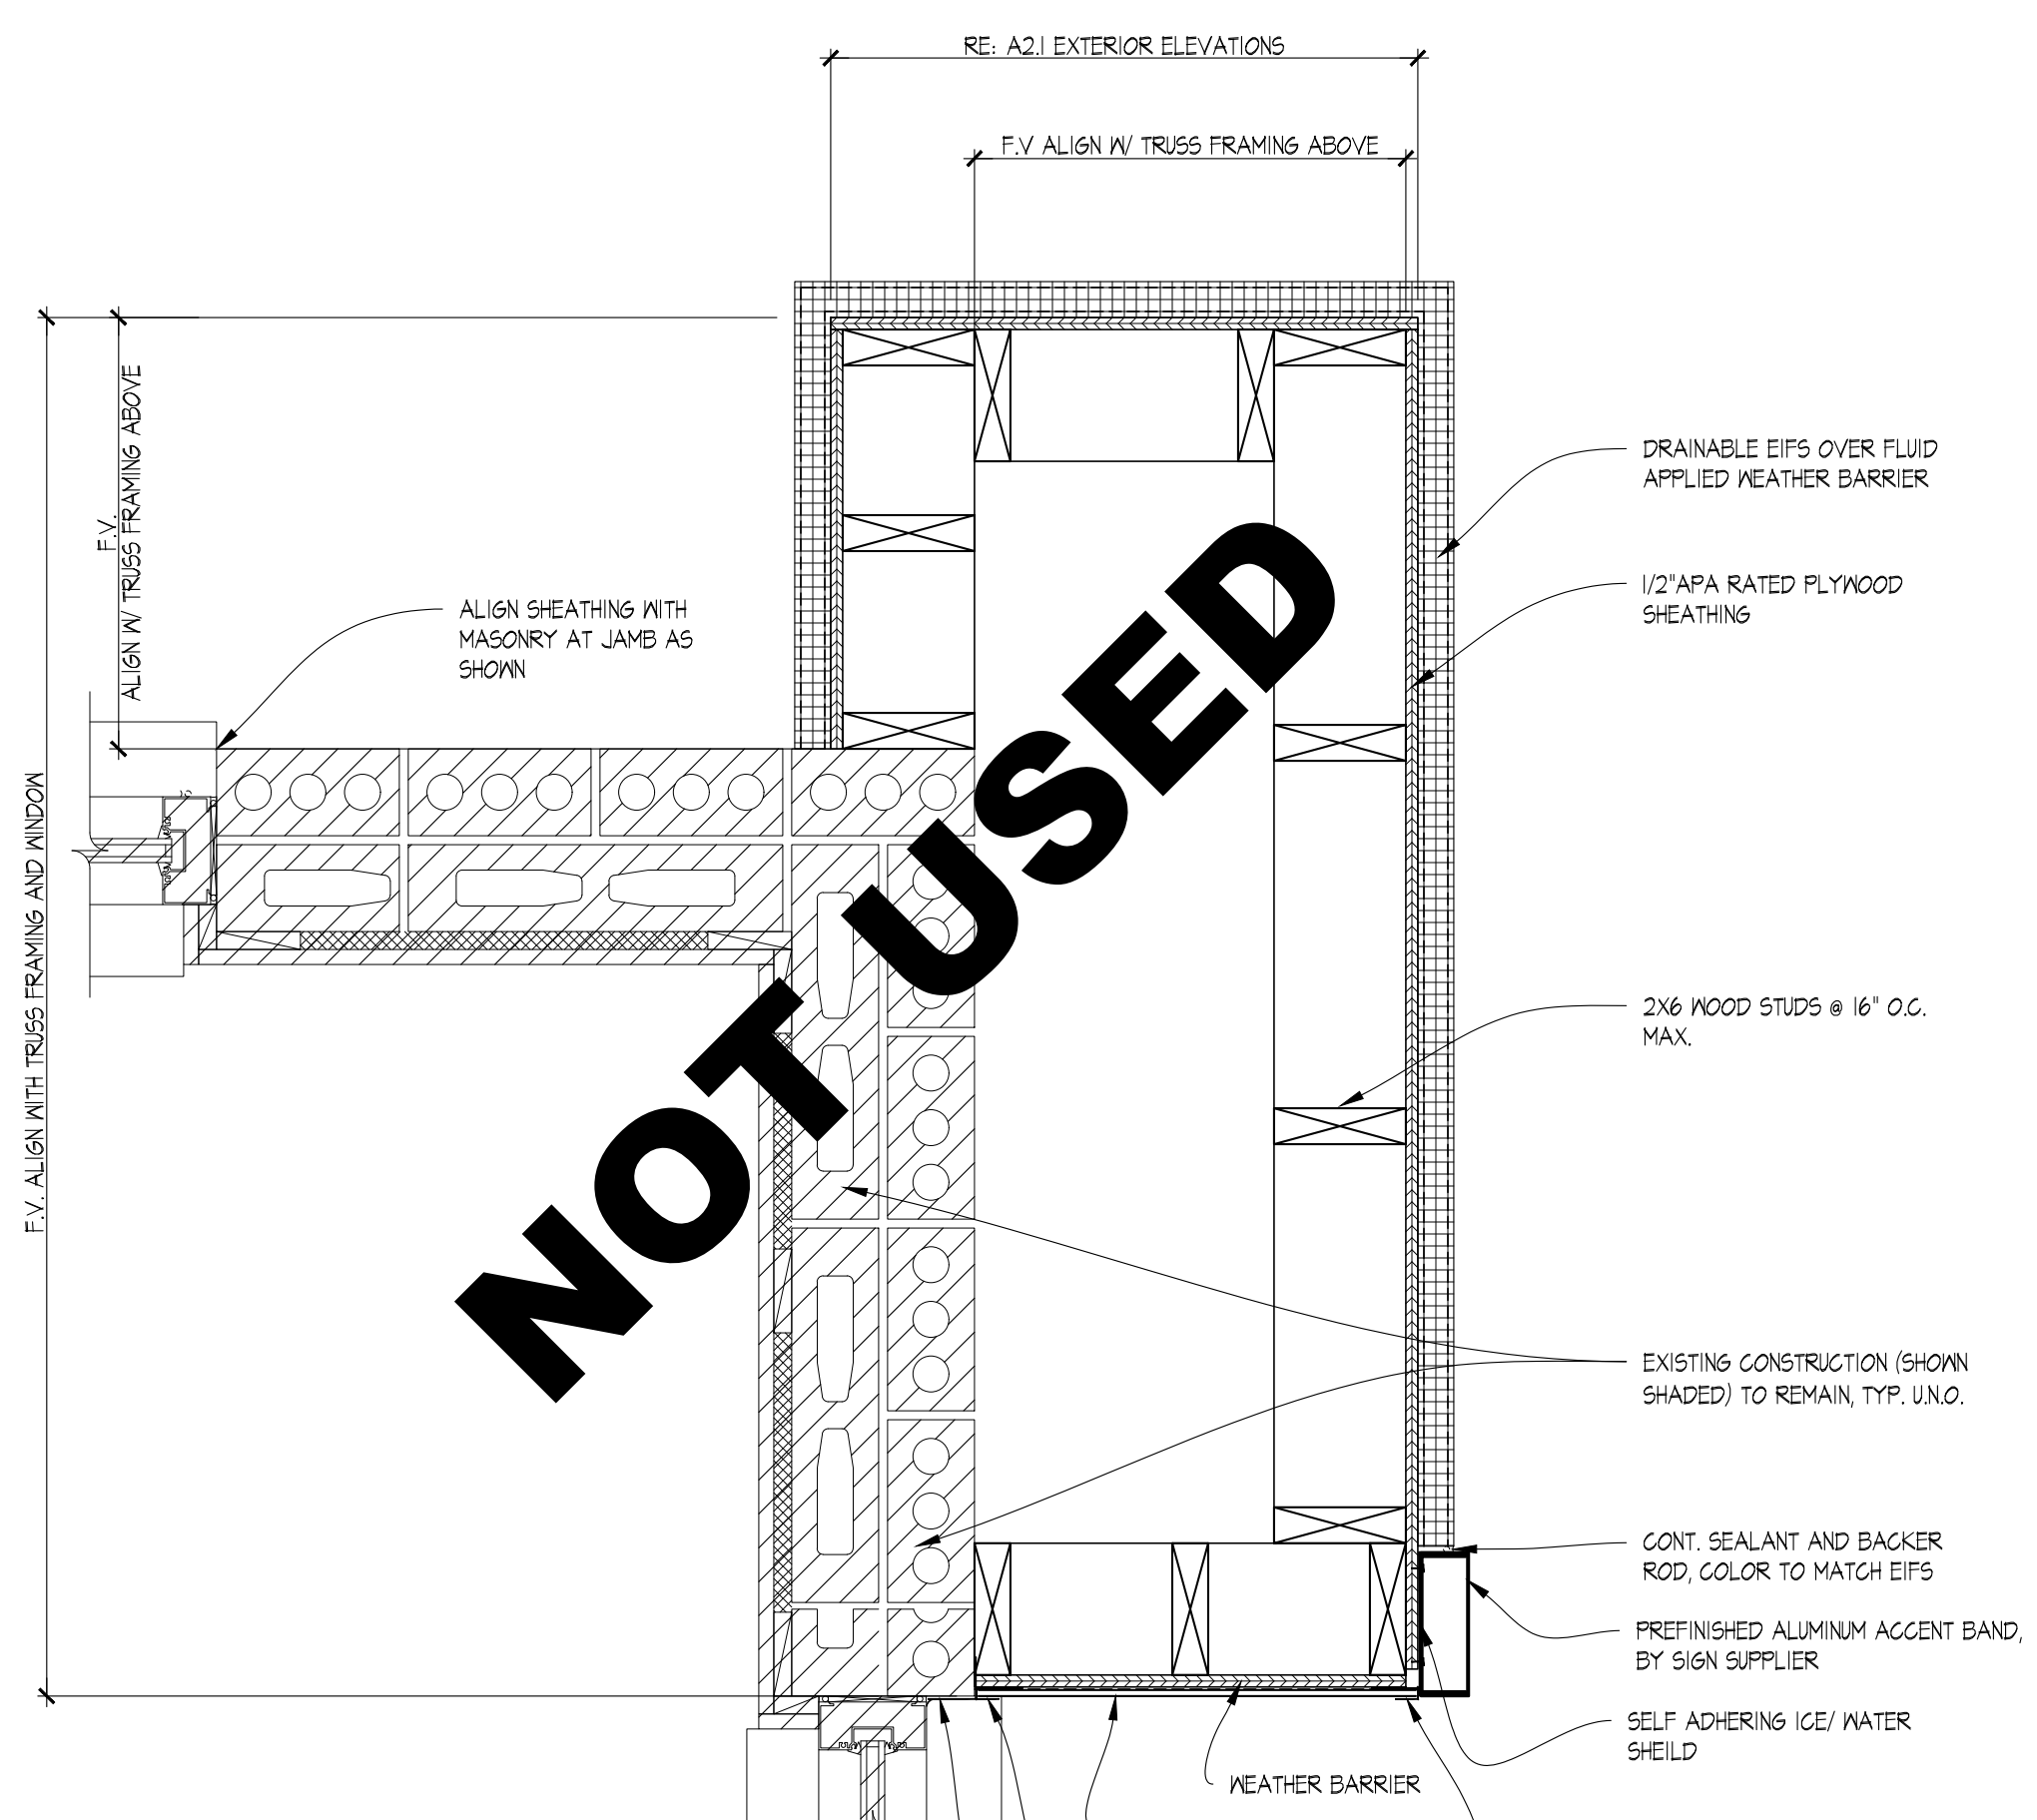 RE: A2.1 EXTERIOR ELEVATIONS
F.V ALIGN W/ TRUSS FRAMING ABOVE
F.V.
ALIGN W/ TRUSS FRAMING ABOVE
F.V. ALIGN WITH TRUSS FRAMING AND WINDOW
ALIGN SHEATHING WITH
MASONRY AT JAMB AS
SHOWN
DRAINABLE EIFS OVER FLUID
APPLIED WEATHER BARRIER
1/2"APA RATED PLYWOOD
SHEATHING
NOT USED
2X6 WOOD STUDS @ 16" O.C.
MAX.
EXISTING CONSTRUCTION (SHOWN
SHADED) TO REMAIN, TYP. U.N.O.
CONT. SEALANT AND BACKER
ROD, COLOR TO MATCH EIFS
PREFINISHED ALUMINUM ACCENT BAND,
BY SIGN SUPPLIER
SELF ADHERING ICE/ WATER
SHEILD
WEATHER BARRIER